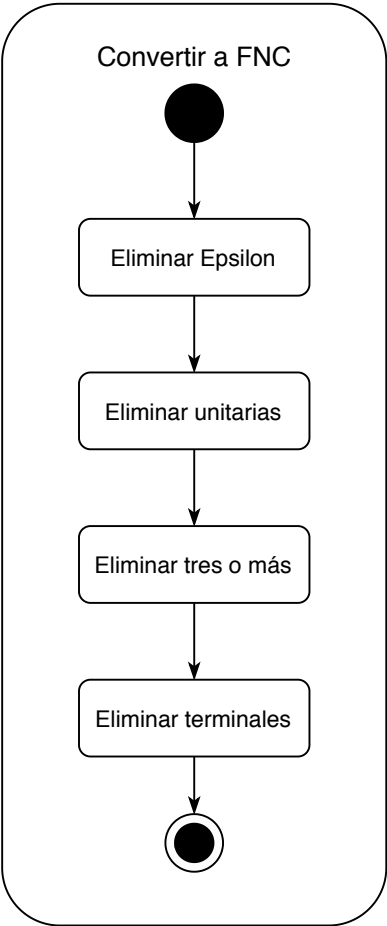 Convertir a FNC
Eliminar Epsilon
Eliminar unitarias
Eliminar tres o más
Eliminar terminales